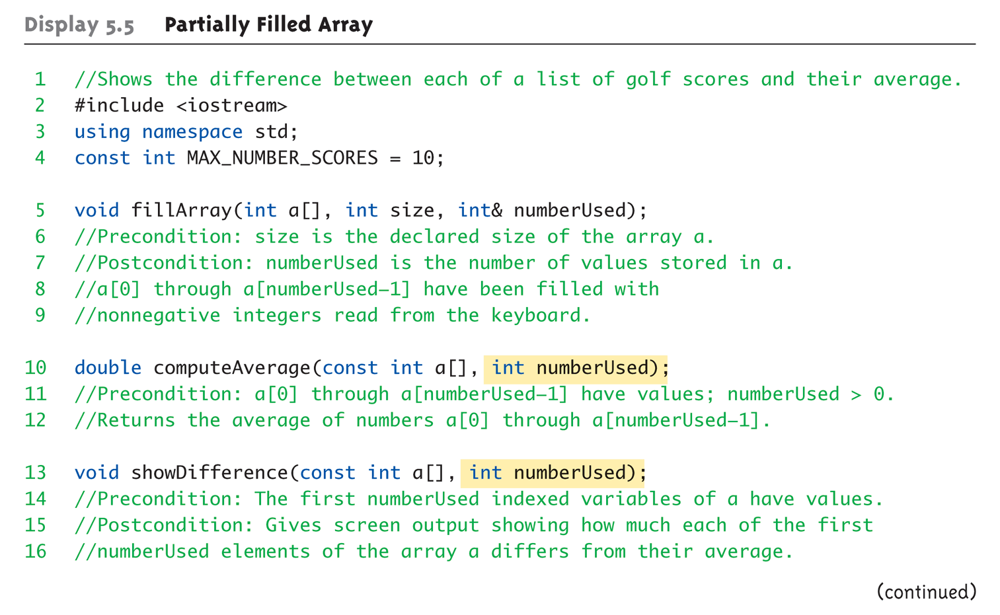 Display 5.5 Partially Filled Array
1 //Shows the difference between each of a list of golf scores and their average.
2 #include <iostream>
3 using namespace std;
4 const int MAX_NUMBER_SCORES = 10;
5 void fillArray(int a[], int size, int& numberUsed);
6 //Precondition: size is the declared size of the array a.
7 //Postcondition: numberUsed is the number of values stored in a.
8 //a[0] through a[numberUsed–1] have been filled with
9 //nonnegative integers read from the keyboard.
10 double computeAverage(const int a[], int numberUsed);
11 //Precondition: a[0] through a[numberUsed–1] have values; numberUsed > 0.
12 //Returns the average of numbers a[0] through a[numberUsed–1].
13 void showDifference(const int a[], int numberUsed);
14 //Precondition: The first numberUsed indexed variables of a have values.
15 //Postcondition: Gives screen output showing how much each of the first
16 //numberUsed elements of the array a differs from their average.
(continued)